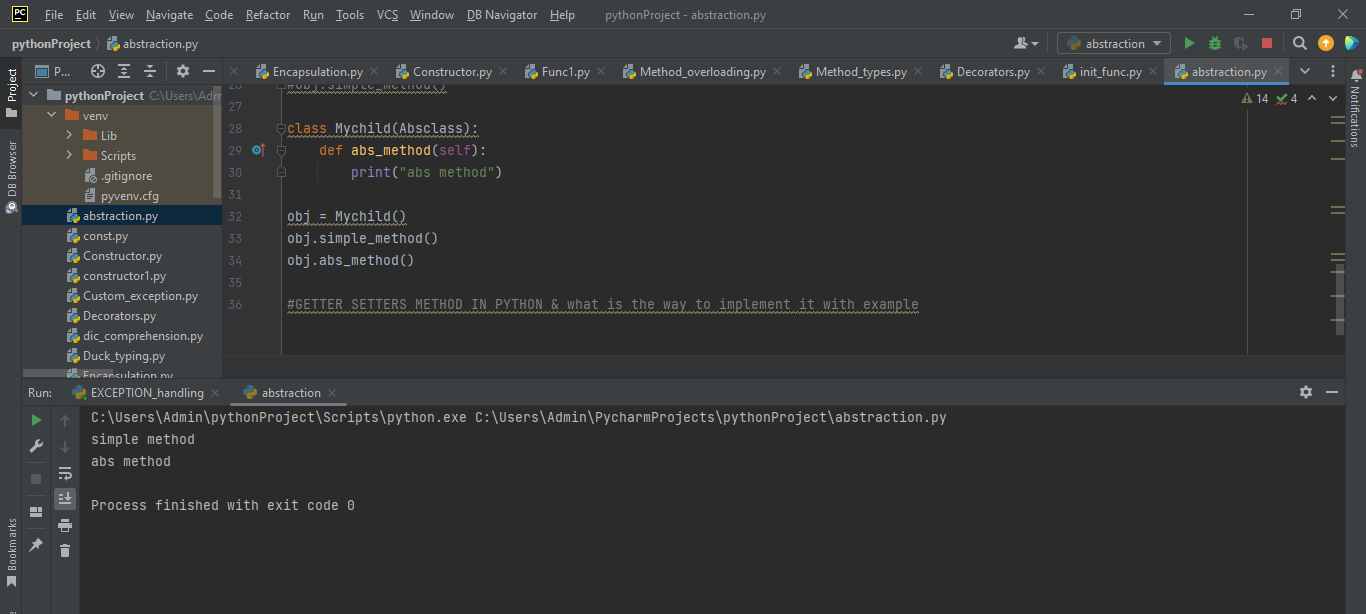 PC File Edit View Navigate Code Refactor Run Tools VCS Window DB Navigator Help pythonProject - abstraction.py
pythonProject abstraction.py abstraction
Project
P...
Encapsulation.py Constructor.py Func1.py Method_overloading.py Method_types.py Decorators.py init_func.py abstraction.py
pythonProject C:\Users\Adm
venv
Lib
Scripts
.gitignore
pyvenv.cfg
abstraction.py
const.py
Constructor.py
constructor1.py
Custom_exception.py
Decorators.py
dic_comprehension.py
Duck_typing.py
Encapsulation.py
DB Browser
26 #obj.simple_method()
27
28 class Mychild(Absclass):
29 def abs_method(self):
30 print("abs method")
31
32 obj = Mychild()
33 obj.simple_method()
34 obj.abs_method()
35
36 #GETTER SETTERS METHOD IN PYTHON & what is the way to implement it with example
14 4
Notifications
Run: EXCEPTION_handling abstraction
C:\Users\Admin\pythonProject\Scripts\python.exe C:\Users\Admin\PycharmProjects\pythonProject\abstraction.py
simple method
abs method
Process finished with exit code 0
Bookmarks